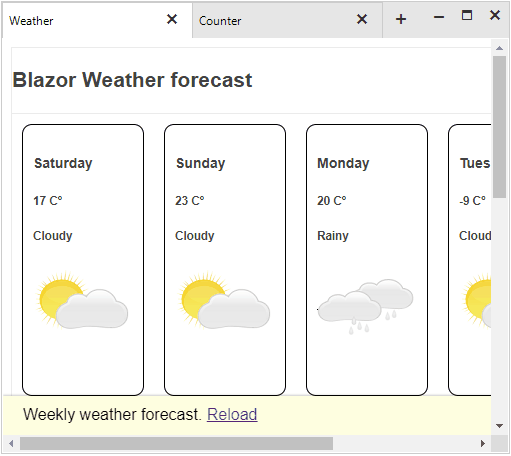 Weather Counter
Blazor Weather forecast
Saturday Sunday Monday Tues
17 C° 23 C° 20 C° -9 C°
Cloudy Cloudy Rainy Cloud
Weekly weather forecast. Reload